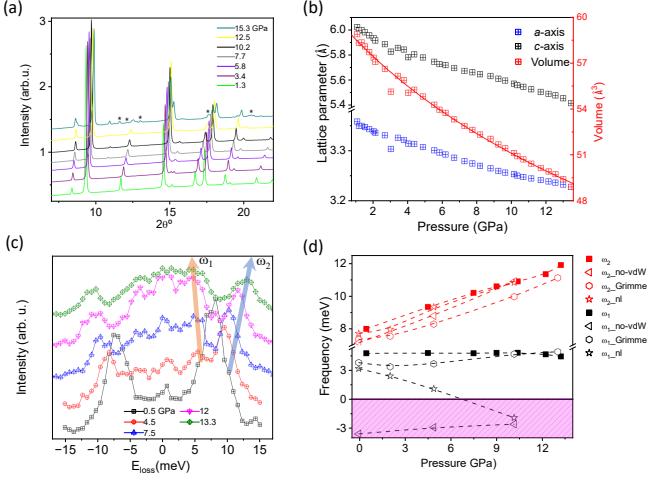 (a)
3
2
1
Intensity (arb. u.)
15.3 GPa
12.5
10.2
7.7
5.8
3.4
1.3
*
*
*
*
*
10
15
20
2θº
(b)
6.0
5.8
5.6
5.4
3.3
3.2
Lattice parameter (Å)
a-axis
c-axis
Volume
59
57
54
51
48
Volume (Å³)
2
4
6
8
10
12
Pressure (GPa)
(c)
Intensity (arb. u.)
ω₁
ω₂
0.5 GPa
4.5
7.5
12
13.3
-15
-10
-5
0
5
10
15
E_loss(meV)
(d)
Frequency (meV)
12
10
8
3
0
-3
0
3
6
9
12
Pressure GPa)
ω₂
ω₂_no-vdW
ω₂_Grimme
ω₂_nl
ω₁
ω₁_no-vdW
ω₁_Grimme
ω₁_nl